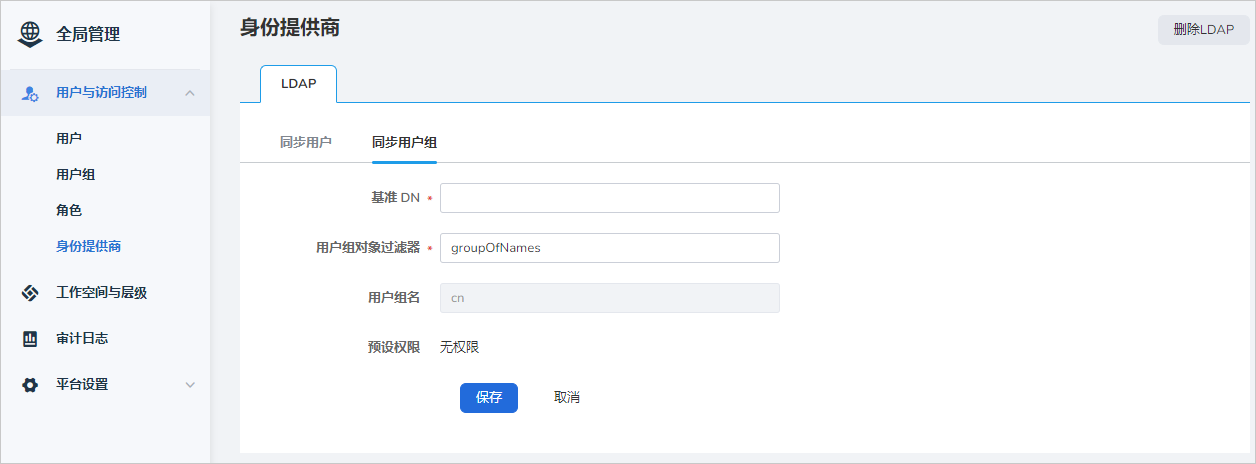 全局管理
用户与访问控制
用户
用户组
角色
身份提供商
工作空间与层级
审计日志
平台设置
身份提供商
删除LDAP
LDAP
同步用户
同步用户组
基准 DN *
用户组对象过滤器 * groupOfNames
用户组名 cn
预设权限 无权限
保存 取消